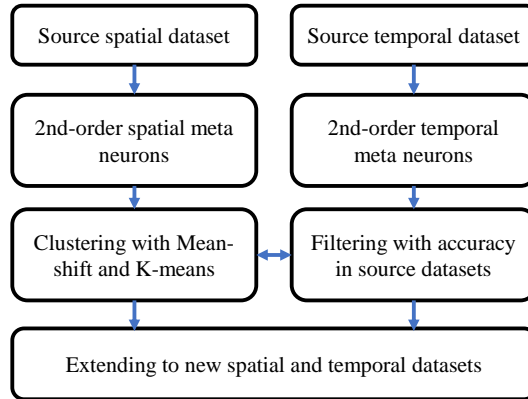 Source spatial dataset
Source temporal dataset
2nd-order spatial meta
neurons
2nd-order temporal
meta neurons
Clustering with Mean-
shift and K-means
Filtering with accuracy
in source datasets
Extending to new spatial and temporal datasets